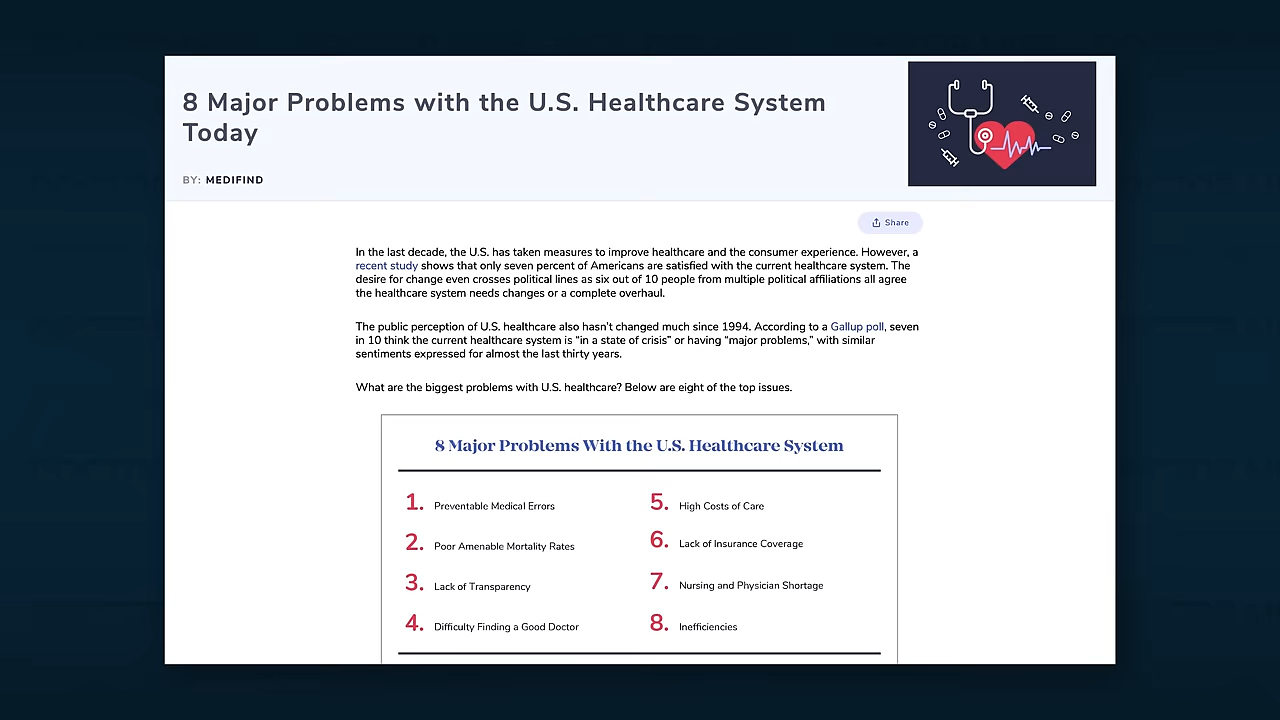 8 Major Problems with the U.S. Healthcare System
Today
BY: MEDIFIND
Share
In the last decade, the U.S. has taken measures to improve healthcare and the consumer experience. However, a
recent study shows that only seven percent of Americans are satisfied with the current healthcare system. The
desire for change even crosses political lines as six out of 10 people from multiple political affiliations all agree
the healthcare system needs changes or a complete overhaul.
The public perception of U.S. healthcare also hasn't changed much since 1994. According to a Gallup poll, seven
in 10 think the current healthcare system is “in a state of crisis” or having “major problems,” with similar
sentiments expressed for almost the last thirty years.
What are the biggest problems with U.S. healthcare? Below are eight of the top issues.
8 Major Problems With the U.S. Healthcare System
1. Preventable Medical Errors
2. Poor Amenable Mortality Rates
3. Lack of Transparency
4. Difficulty Finding a Good Doctor
5. High Costs of Care
6. Lack of Insurance Coverage
7. Nursing and Physician Shortage
8. Inefficiencies